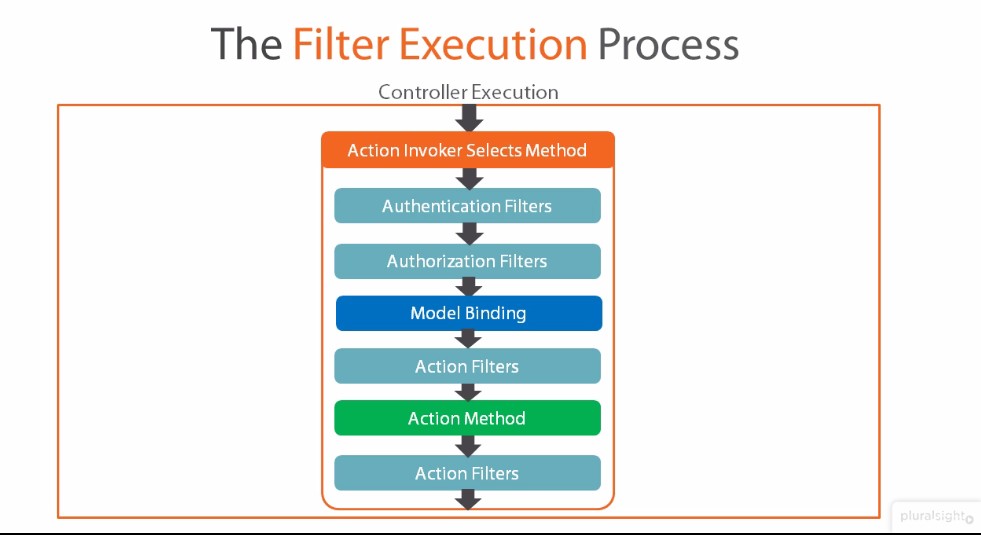 The Filter Execution Process
Controller Execution
Action Invoker Selects Method
Authentication Filters
Authorization Filters
Model Binding
Action Filters
Action Method
Action Filters
pluralsight